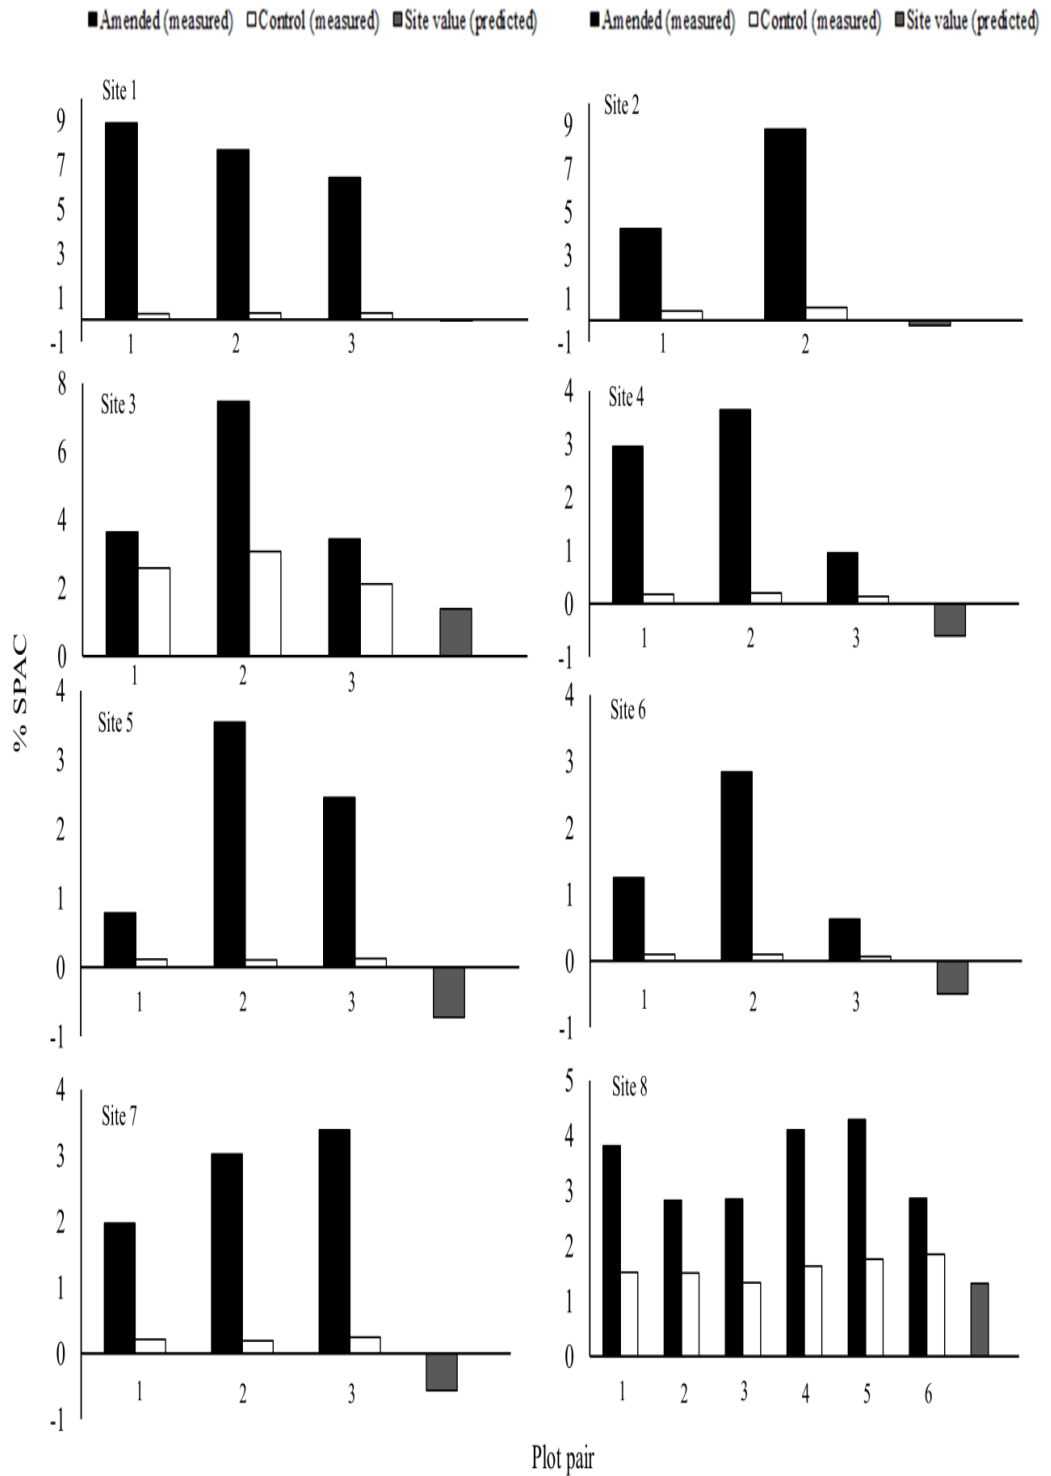 Amended (measured) Control (measured) Site value (predicted)
Amended (measured) Control (measured) Site value (predicted)
Site 1
9
7
5
3
1
-1
1 2 3
Site 2
9
7
5
3
1
-1
1 2
Site 3
8
6
4
2
0
1 2 3
Site 4
4
3
2
1
0
-1
1 2 3
% SPAC
Site 5
4
3
2
1
0
-1
1 2 3
Site 6
4
3
2
1
0
-1
1 2 3
Site 7
4
3
2
1
0
-1
1 2 3
Site 8
5
4
3
2
1
0
1 2 3 4 5 6
Plot pair